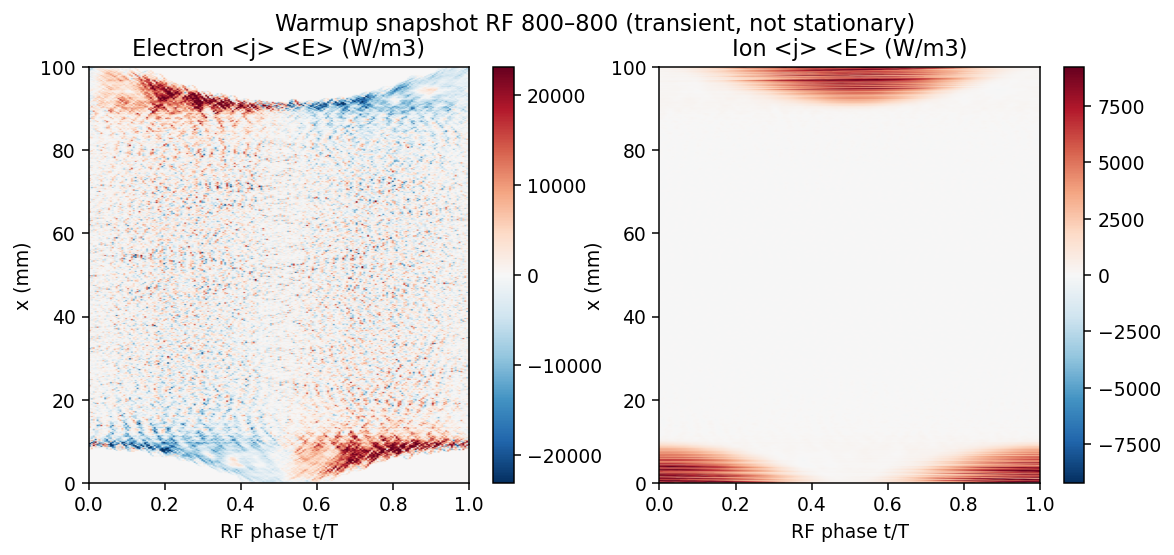 Warmup snapshot RF 800–800 (transient, not stationary)
Electron <j> <E> (W/m3)
100
80
60
40
20
0
x (mm)
0.0 0.2 0.4 0.6 0.8 1.0
RF phase t/T
20000
10000
0
−10000
−20000
Ion <j> <E> (W/m3)
100
80
60
40
20
0
x (mm)
0.0 0.2 0.4 0.6 0.8 1.0
RF phase t/T
7500
5000
2500
0
−2500
−5000
−7500